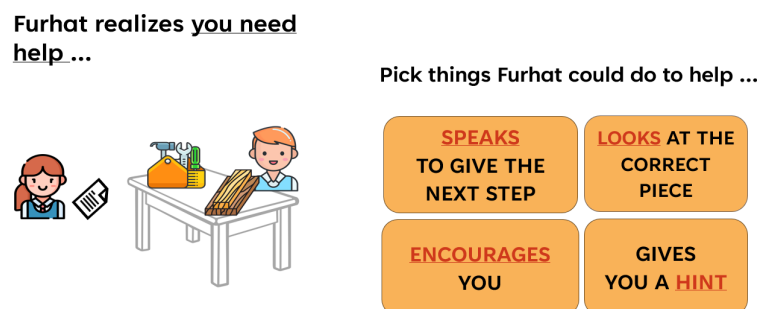 Furhat realizes you need
help ...
Pick things Furhat could do to help ...
SPEAKS
TO GIVE THE
NEXT STEP
LOOKS AT THE
CORRECT
PIECE
ENCOURAGES
YOU
GIVES
YOU A HINT